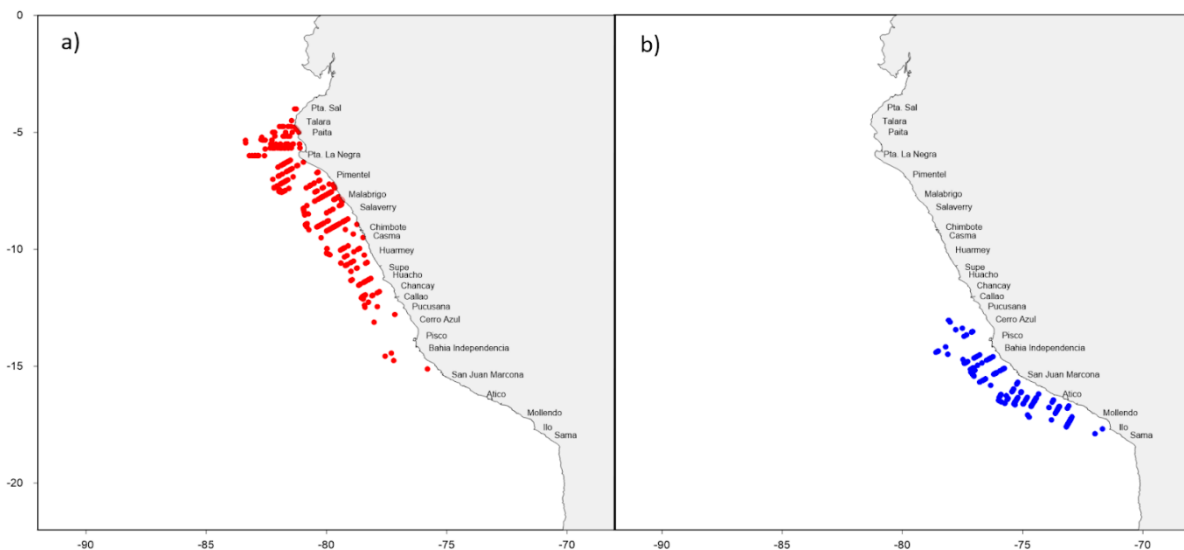 a)
0
-5
-10
-15
-20
Pta. Sal
Talara
Paita
Pta. La Negra
Pimentel
Malabrigo
Salaverry
Chimbote
Casma
Huarmey
Supe
Huacho
Chancay
Callao
Pucusana
Cerro Azul
Pisco
Bahia Independencia
San Juan Marcona
Atico
Mollendo
Ilo
Sama
-90 -85 -80 -75 -70
b)
Pta. Sal
Talara
Paita
Pta. La Negra
Pimentel
Malabrigo
Salaverry
Chimbote
Casma
Huarmey
Supe
Huacho
Chancay
Callao
Pucusana
Cerro Azul
Pisco
Bahia Independencia
San Juan Marcona
Atico
Mollendo
Ilo
Sama
-90 -85 -80 -75 -70